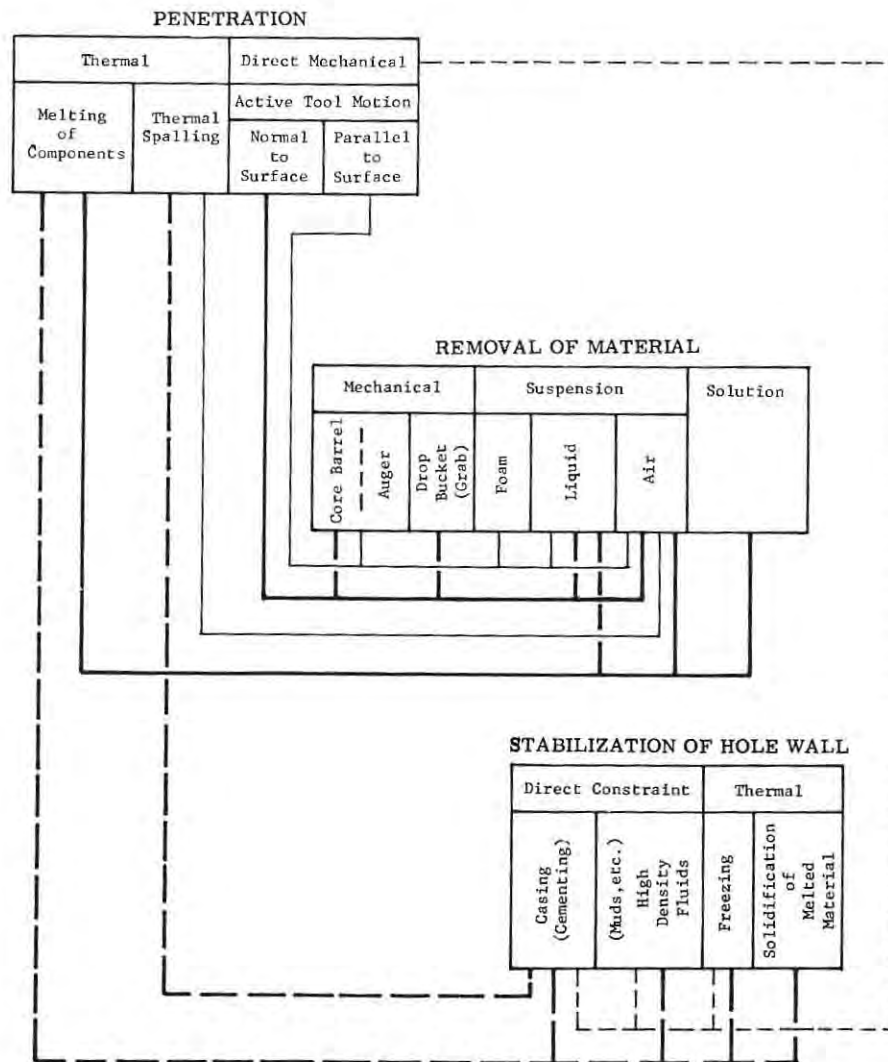 PENETRATION
Thermal
Direct Mechanical
Melting
of
Components
Thermal
Spalling
Active Tool Motion
Normal
to
Surface
Parallel
to
Surface
REMOVAL OF MATERIAL
Mechanical
Suspension
Solution
Core Barrel
Auger
Drop
Bucket
(Grab)
Foam
Liquid
Air
STABILIZATION OF HOLE WALL
Direct Constraint
Thermal
Casing
(Cementing)
(Muds,etc.)
High
Density
Fluids
Freezing
Solidification
of
Melted
Material